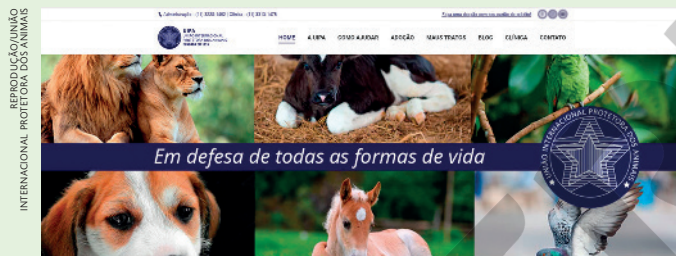 REPRODUÇÃO/UNIÃO
INTERNACIONAL PROTETORA DOS ANIMAIS
UIPA
HOME A UIPA COMO AJUDAR ADOÇÃO MAUS TRATOS BLOG CLÍNICA CONTATO
Em defesa de todas as formas de vida
UNIÃO INTERNACIONAL PROTETORA DOS ANIMAIS